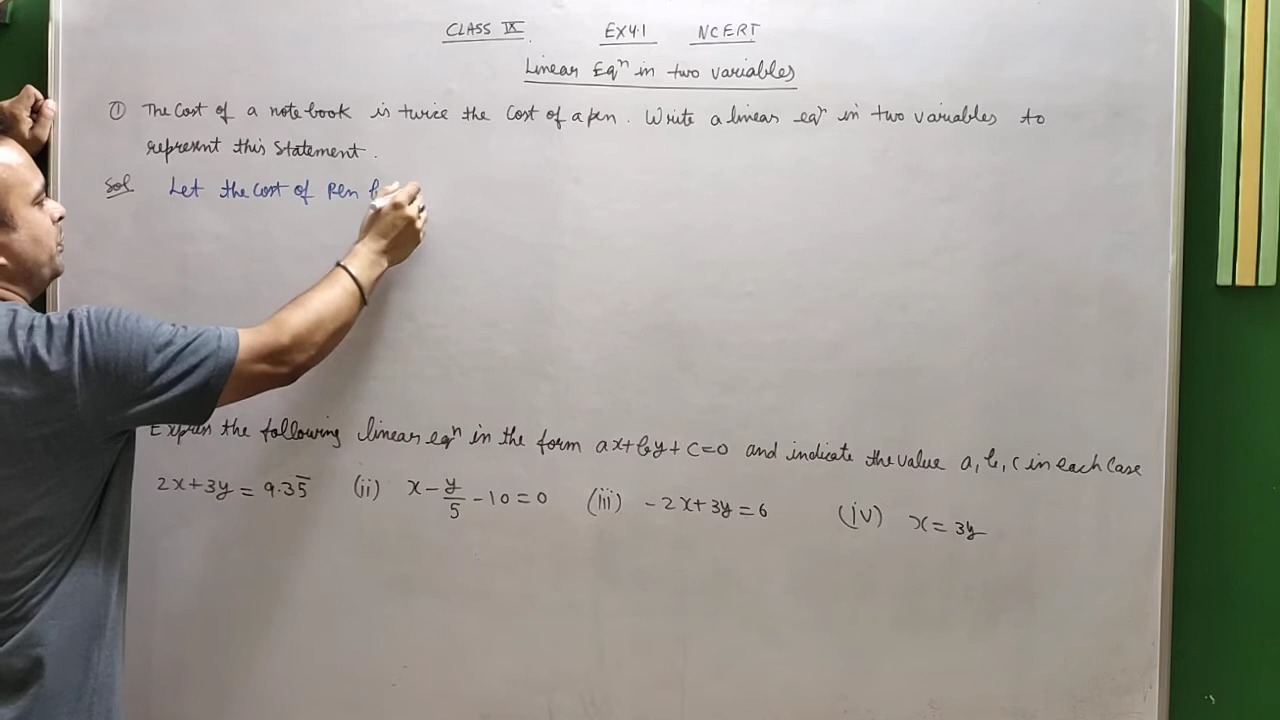 CLASS IX EX4.1 NCERT
Linear Eqⁿ in two variables
① The Cost of a note book is twice the Cost of a pen. Write a linear eqⁿ in two variables to
represent this Statement.
Sol Let the Cost of Pen
Express the following linear eqⁿ in the form ax+by+c=0 and indicate the value a, b, c in each Case
2x+3y=9.35̅ (ii) x-y/5-10=0 (iii) -2x+3y=6 (iv) x=3y